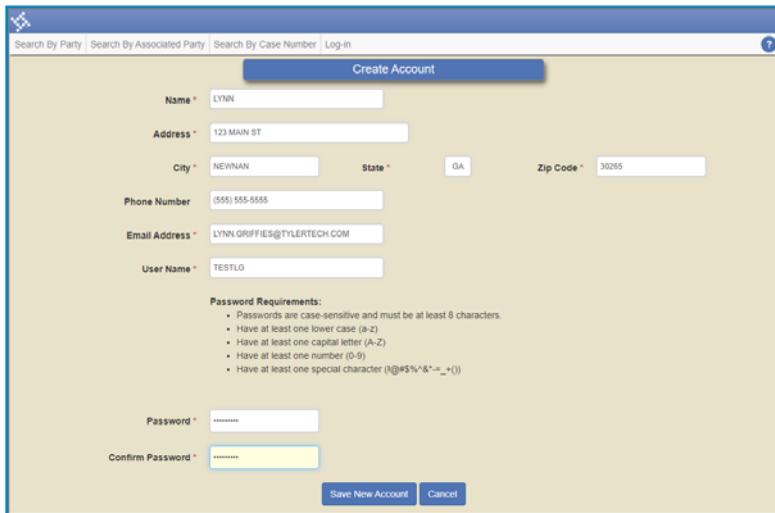 Search By Party Search By Associated Party Search By Case Number Log-in ?
Create Account
Name * LYNN
Address * 123 MAIN ST
City * NEWNAN State * GA Zip Code * 30265
Phone Number (555) 555-5555
Email Address * LYNN.GRIFFIES@TYLERTECH.COM
User Name * TESTLG
Password Requirements:
• Passwords are case-sensitive and must be at least 8 characters.
• Have at least one lower case (a-z)
• Have at least one capital letter (A-Z)
• Have at least one number (0-9)
• Have at least one special character (!@#$%^&*-=_+())
Password * •••••••••
Confirm Password * •••••••••
Save New Account Cancel